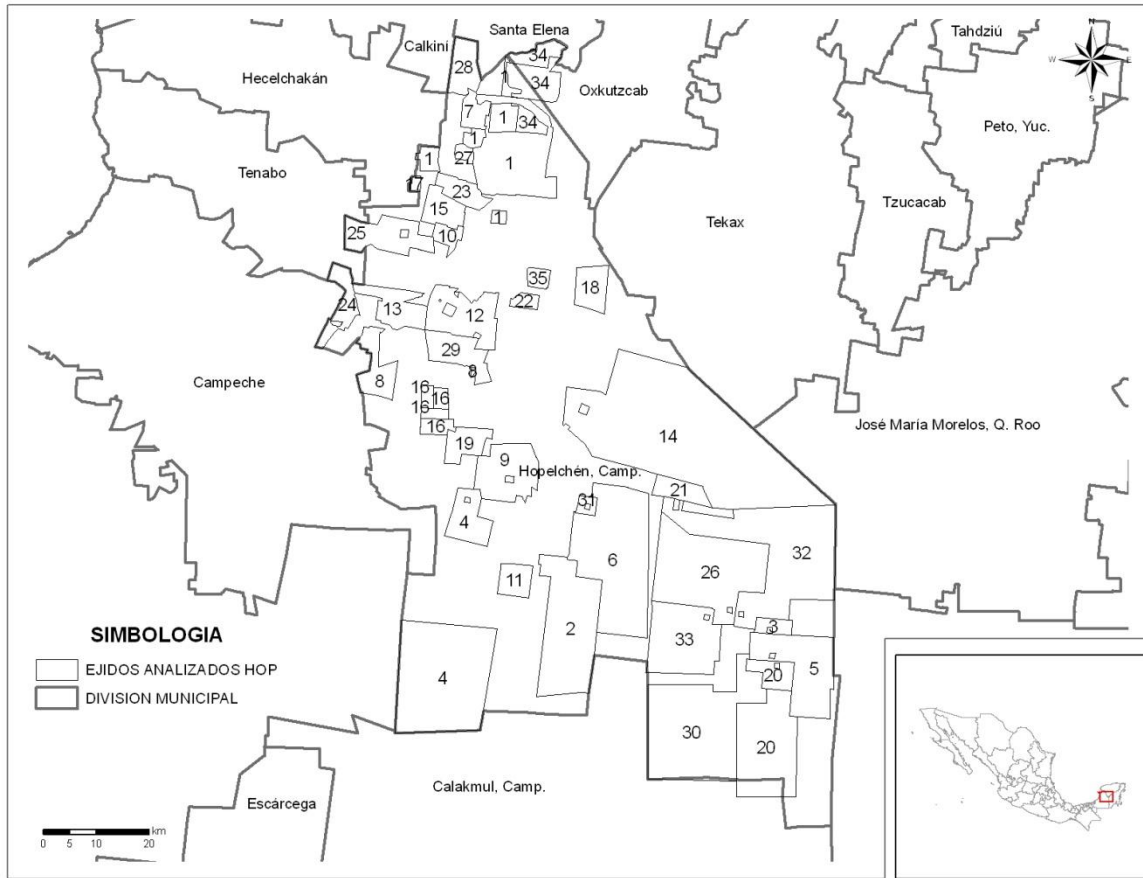 Santa Elena
Tahdziú
Calkiní
34
N
Hecelchakán
28
1
34
W
E
Oxkutzcab
S
7
1
34
Peto, Yuc.
1
1
27
1
Tenabo
17
23
Tzucacab
15
1
Tekax
25
10
35
18
24
13
22
12
29
8
8
Campeche
16
16
16
16
José María Morelos, Q. Roo
14
19
9
Hopelchén, Camp.
21
31
4
32
6
26
11
2
3
SIMBOLOGIA
33
EJIDOS ANALIZADOS HOP
5
4
20
DIVISION MUNICIPAL
30
20
Calakmul, Camp.
Escárcega
km
0 5 10 20